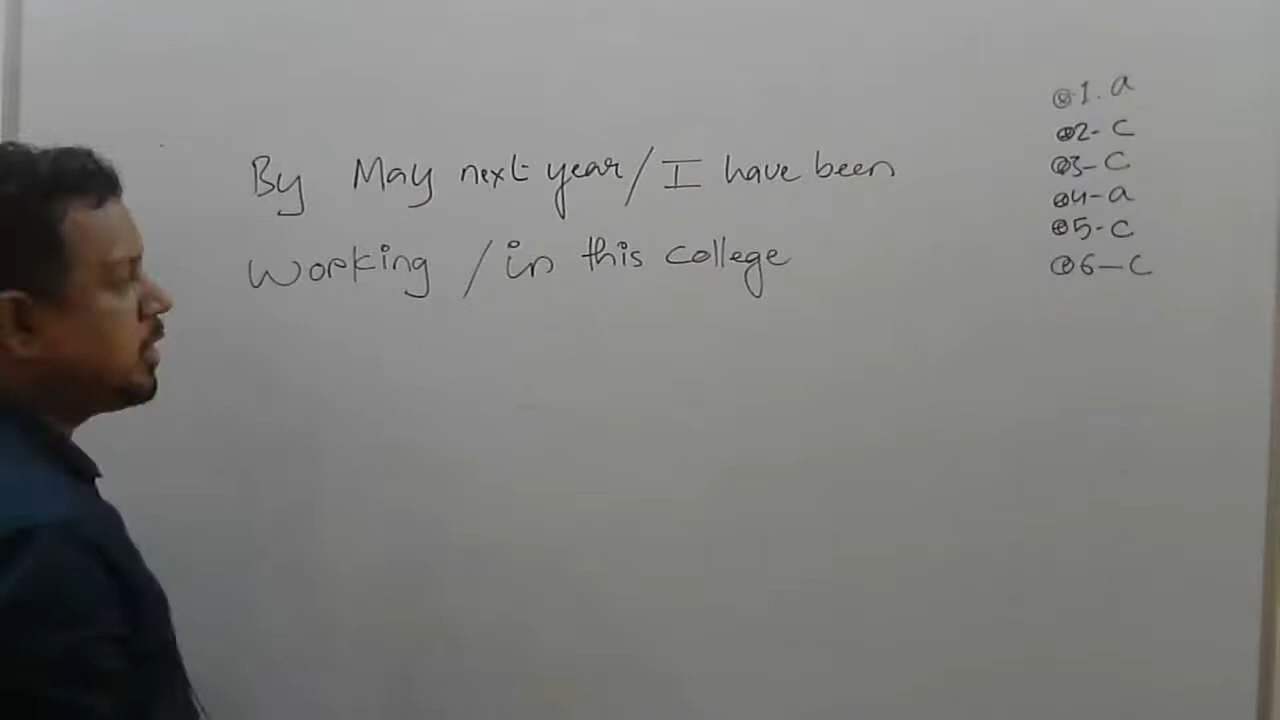 By May next year / I have been
working / in this college
1. a
2- c
3- c
4- a
5- c
6- c